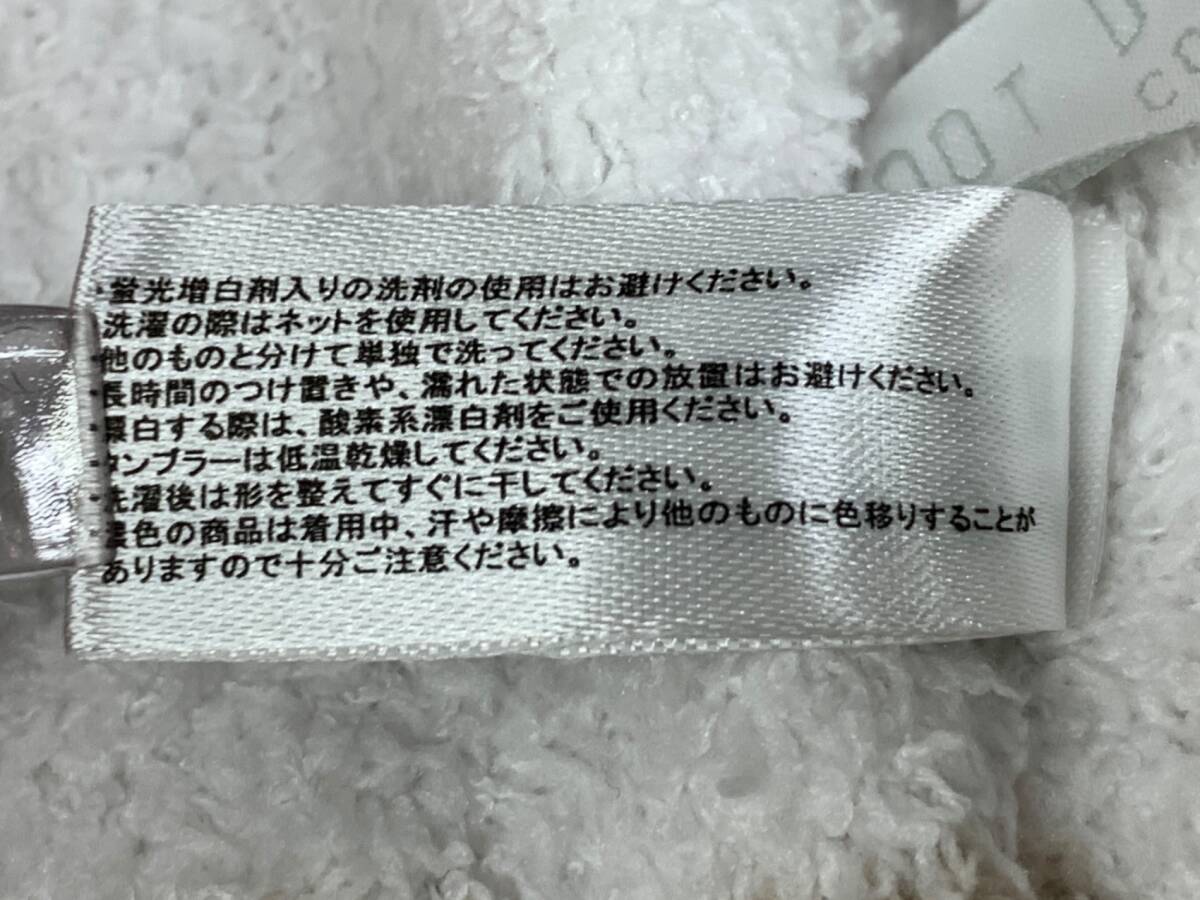 OOT
D
CO
・蛍光増白剤入りの洗剤の使用はお避けください。
・洗濯の際はネットを使用してください。
・他のものと分けて単独で洗ってください。
・長時間のつけ置きや、濡れた状態での放置はお避けください。
・漂白する際は、酸素系漂白剤をご使用ください。
・タンブラーは低温乾燥してください。
・洗濯後は形を整えてすぐに干してください。
・濃色の商品は着用中、汗や摩擦により他のものに色移りすることが
ありますので十分ご注意ください。